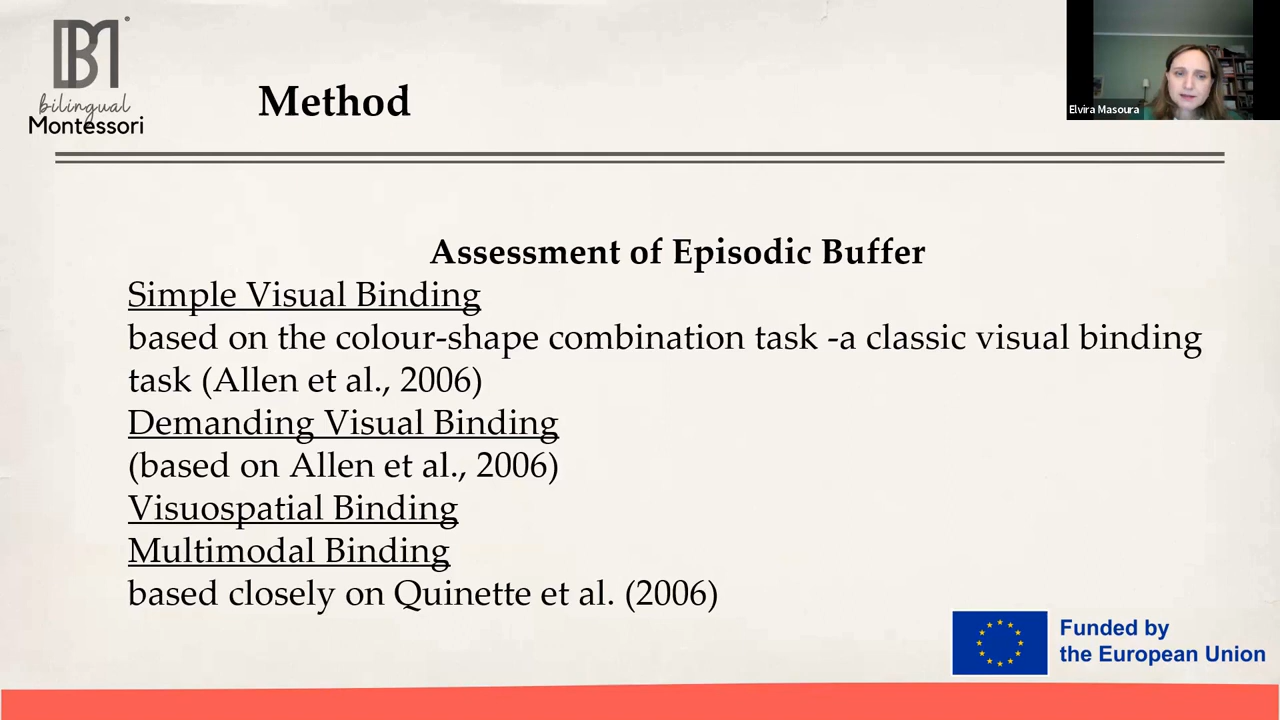 BM
bilingual
Montessori
Method
Elvira Masoura
Assessment of Episodic Buffer
Simple Visual Binding
based on the colour-shape combination task -a classic visual binding
task (Allen et al., 2006)
Demanding Visual Binding
(based on Allen et al., 2006)
Visuospatial Binding
Multimodal Binding
based closely on Quinette et al. (2006)
Funded by
the European Union